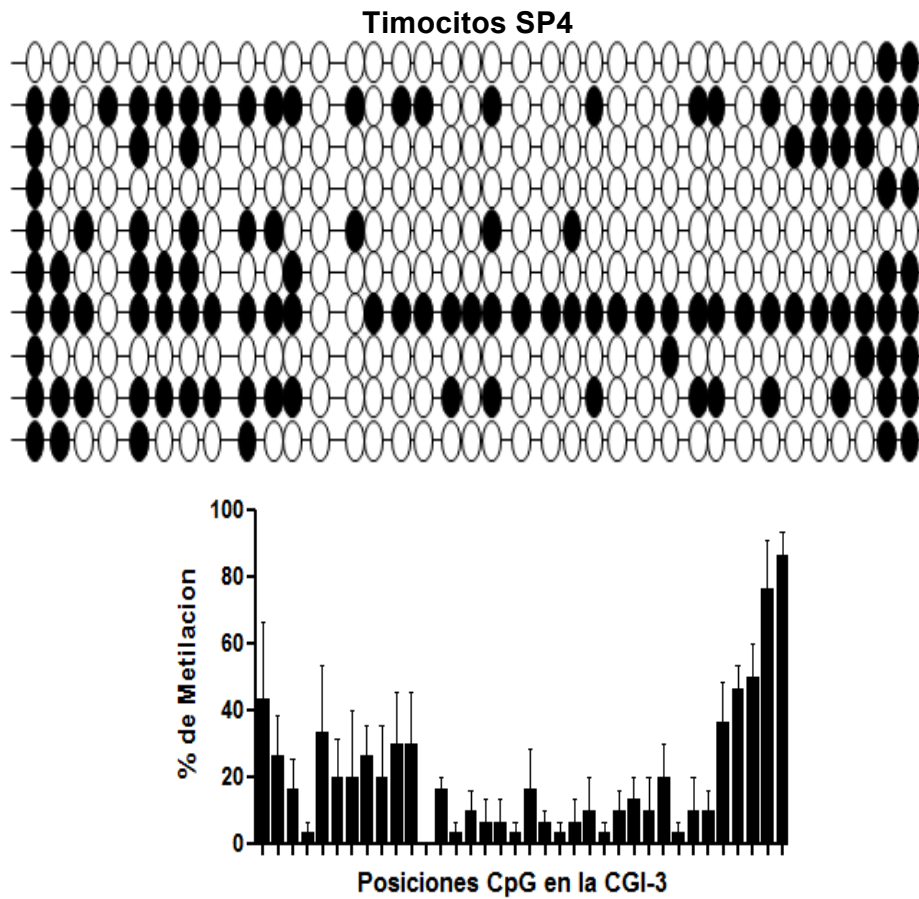 Timocitos SP4
100
80
60
40
20
0
% de Metilacion
Posiciones CpG en la CGI-3